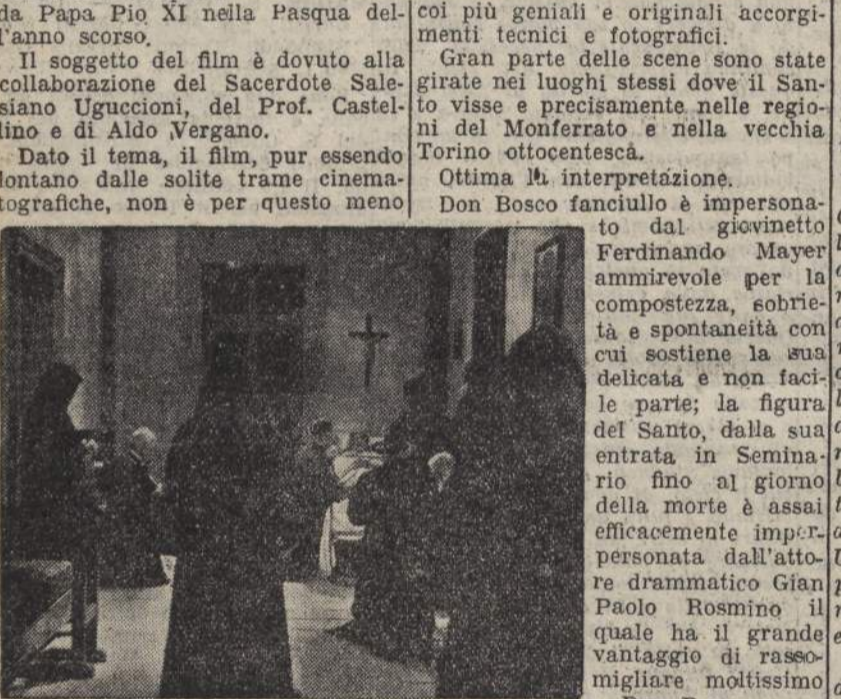 da Papa Pio XI nella Pasqua del-
l'anno scorso.
Il soggetto del film è dovuto alla
collaborazione del Sacerdote Sale-
siano Uguccioni, del Prof. Castel-
lino e di Aldo Vergano.
Dato il tema, il film, pur essendo
lontano dalle solite trame cinema-
tografiche, non è per questo meno
coi più geniali e originali accorgi-
menti tecnici e fotografici.
Gran parte delle scene sono state
girate nei luoghi stessi dove il San-
to visse e precisamente nelle regio-
ni del Monferrato e nella vecchia
Torino ottocentesca.
Ottima la interpretazione.
Don Bosco fanciullo è impersona-
to dal giovinetto
Ferdinando Mayer
ammirevole per la
compostezza, sobrie-
tà e spontaneità con
cui sostiene la sua
delicata e non faci-
le parte; la figura
del Santo, dalla sua
entrata in Semina-
rio fino al giorno
della morte è assai
efficacemente imper-
personata dall'atto-
re drammatico Gian
Paolo Rosmino il
quale ha il grande
vantaggio di rasso-
migliare moltissimo